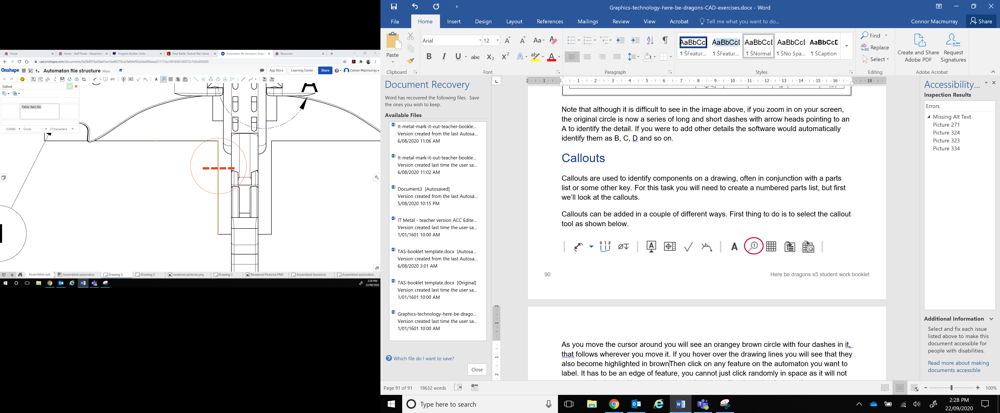 Home
Home - Staff Portal - Departmen
Program Builder: Units
Total Battle: Tactical War Game
Automaton file structure | Drawi
Resources
cad.onshape.com/documents/0a584976e58a41ee1bef8379/w/fafbfef92a3da00beea31117/e/cf016561d5372c7d3c650205
Onshape
Automaton file structure Main
App Store
Learning Center
Share
Connor Macmurray
Callout
Table: Item No.
3.5000 Circle 2 Characters
A
Assembled auto
Assembled automaton
Drawing 3
Drawing 2
rendered pictorial.png
Drawing 1
Rendered Pictorial.PNG
Assembled Isometric
Assembled automaton ...
2:28 PM
22/09/2020
Graphics-technology-here-be-dragons-CAD-exercises.docx - Word
File Home Insert Design Layout References Mailings Review View Acrobat Tell me what you want to do...
Connor Macmurray Share
Paste
Clipboard
Arial 12
Font
Paragraph
AaBbCcI AaBbCcI AaBbCcI AaBbCcI AaBbCcD
¶ ŠFeatur... ¶ ŠFeatur... ¶ ŠNormal ¶ ŠNo Spa... ¶ ŠCaption
Styles
Find
Replace
Select
Editing
Create and Share Adobe PDF
Request Signatures
Adobe Acrobat
Document Recovery
Word has recovered the following files. Save
the ones you wish to keep.
Available Files
It-metal-mark-it-out-teacher-bookle...
Version created from the last Autosa...
6/08/2020 11:06 AM
It-metal-mark-it-out-teacher-bookle...
Version created last time the user sa...
6/08/2020 11:02 AM
Document3 [Autosaved]
Version created from the last Autosa...
5/08/2020 10:15 PM
IT Metal - teacher version ACC Edite...
Version created last time the user sa...
1/01/1601 10:00 AM
TAS-booklet template.docx [Autosa...
Version created from the last Autosa...
6/08/2020 3:01 AM
TAS-booklet template.docx [Original]
Version created last time the user sa...
1/01/1601 10:00 AM
Graphics-technology-here-be-drago...
Version created last time the user sa...
1/01/1601 10:00 AM
Which file do I want to save?
Close
2 1 1 2 3 4 5 6 7 8 9 10 11 12 13 14 15 16 18
Note that although it is difficult to see in the image above, if you zoom in on your screen,
the original circle is now a series of long and short dashes with arrow heads pointing to an
A to identify the detail. If you were to add other details the software would automatically
identify them as B, C, D and so on.
Callouts
Callouts are used to identify components on a drawing, often in conjunction with a parts
list or some other key. For this task you will need to create a numbered parts list, but first
we'll look at the callouts.
Callouts can be added in a couple of different ways. First thing to do is to select the callout
tool as shown below.
90
Here be dragons s5 student work booklet
As you move the cursor around you will see an orangey brown circle with four dashes in it,
that follows wherever you move it. If you hover over the drawing lines you will see that they
also become highlighted in brownThen click on any feature on the automaton you want to
label. It has to be an edge of feature, you cannot just click randomly in space as it will not
Accessibility...
Inspection Results
Errors
Missing Alt Text
Picture 271
Picture 324
Picture 323
Picture 334
Additional Information
Select and fix each issue
listed above to make this
document accessible for
people with disabilities.
Read more about making
documents accessible
Page 91 of 91 18632 words
100%
Type here to search
2:28 PM
22/09/2020